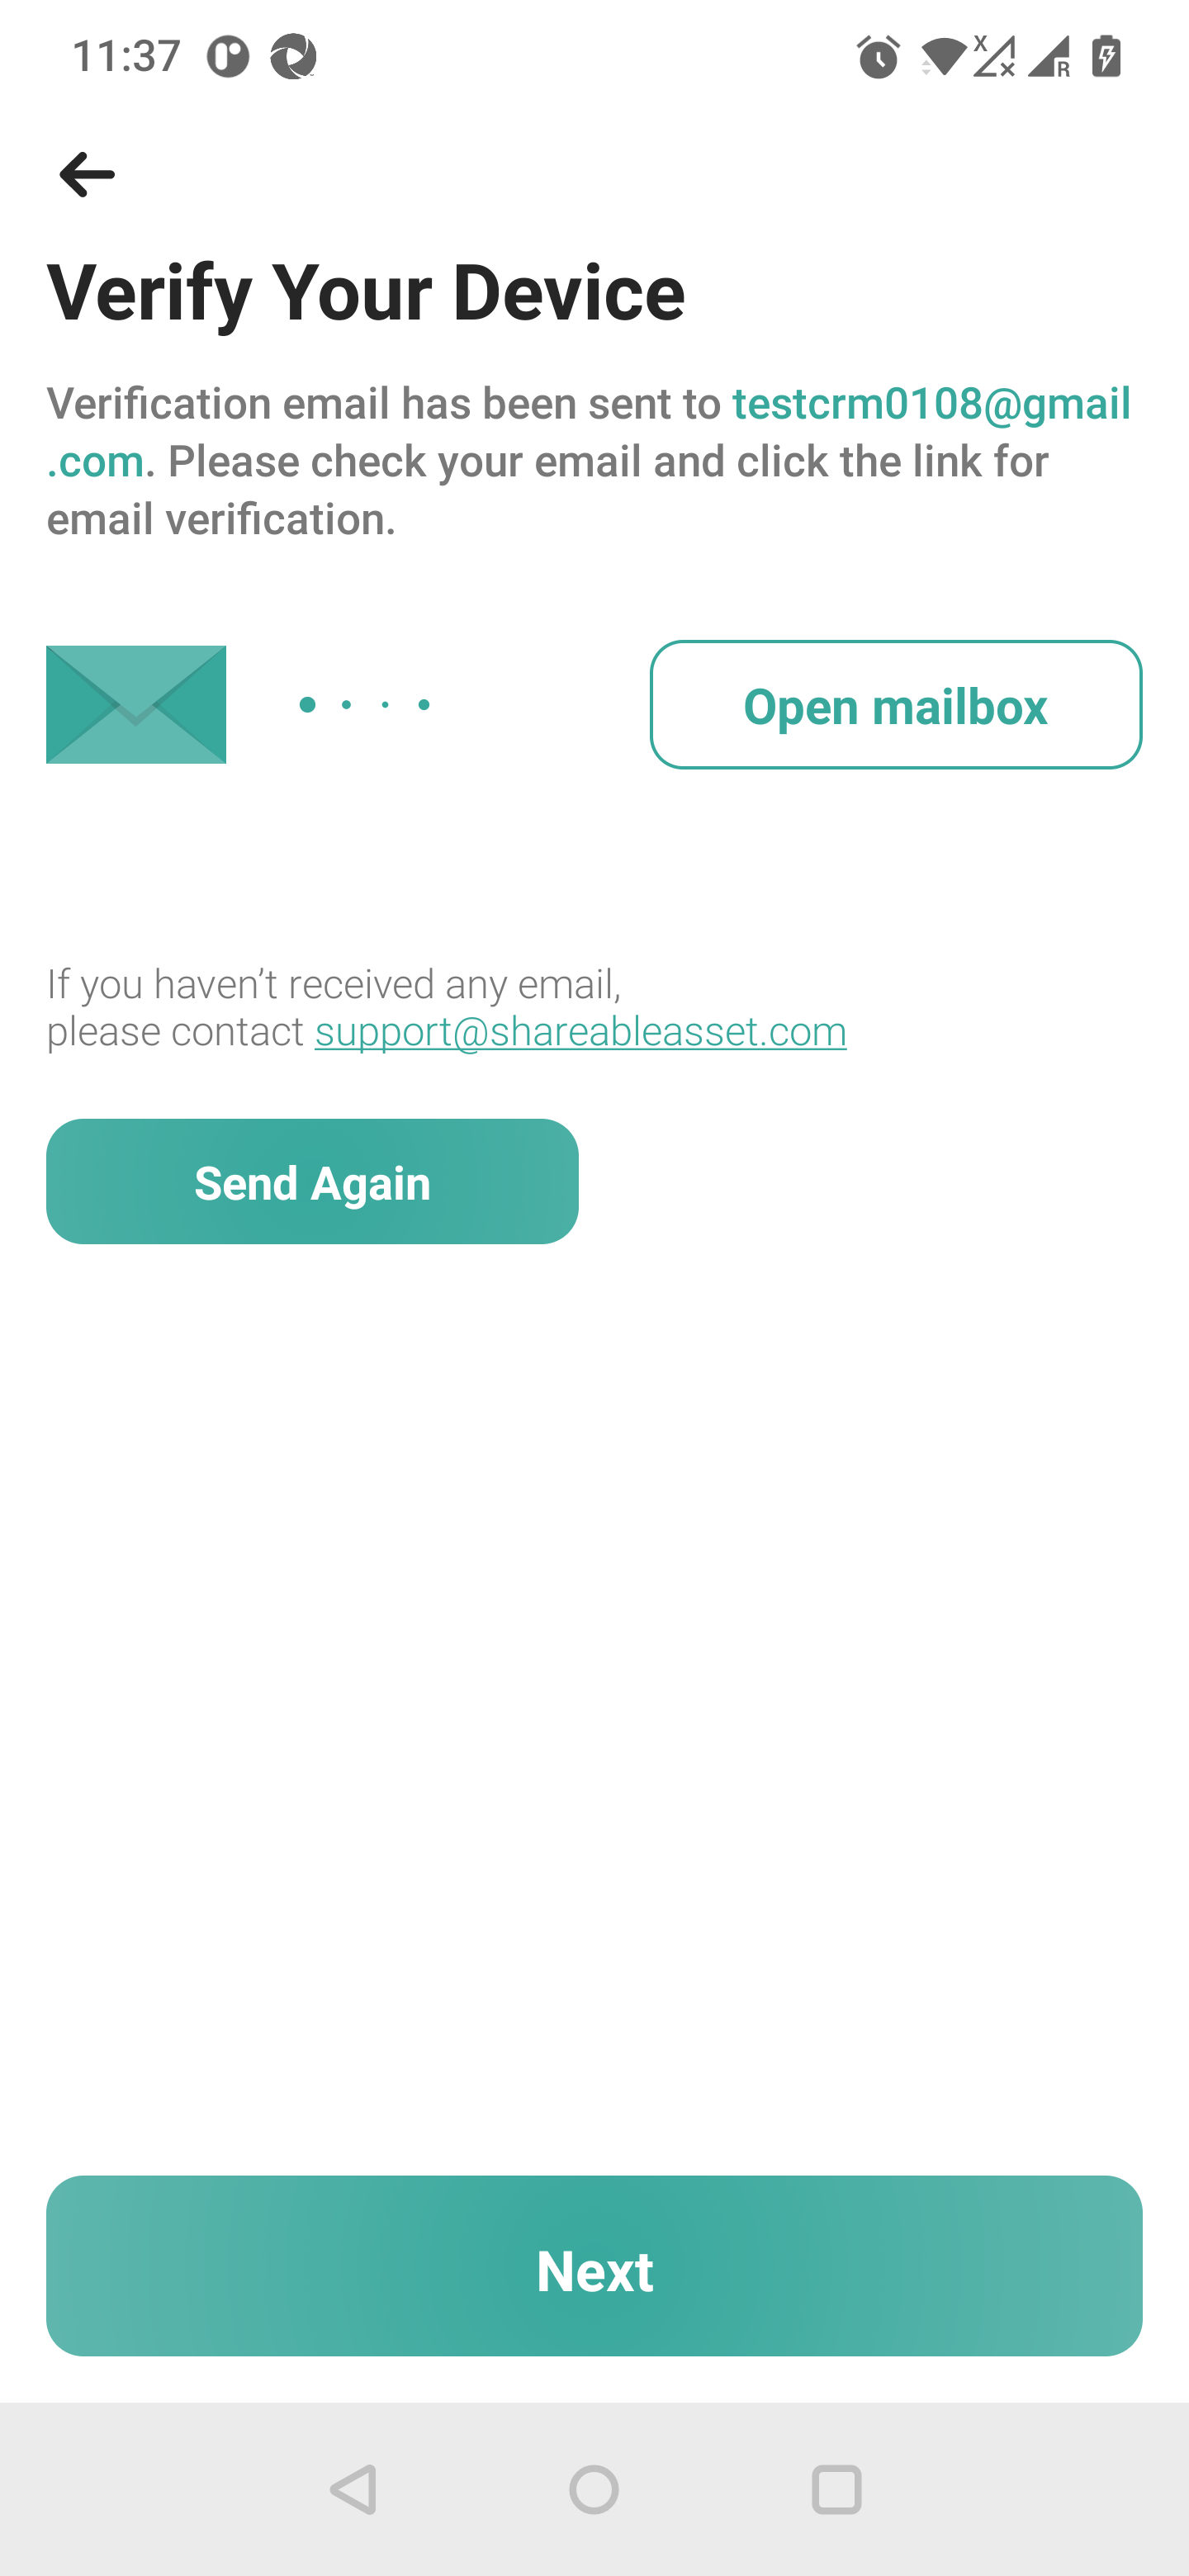 11:37
R
Verify Your Device
Verification email has been sent to testcrm0108@gmail
.com. Please check your email and click the link for
email verification.
Open mailbox
If you haven’t received any email,
please contact support@shareableasset.com
Send Again
Next